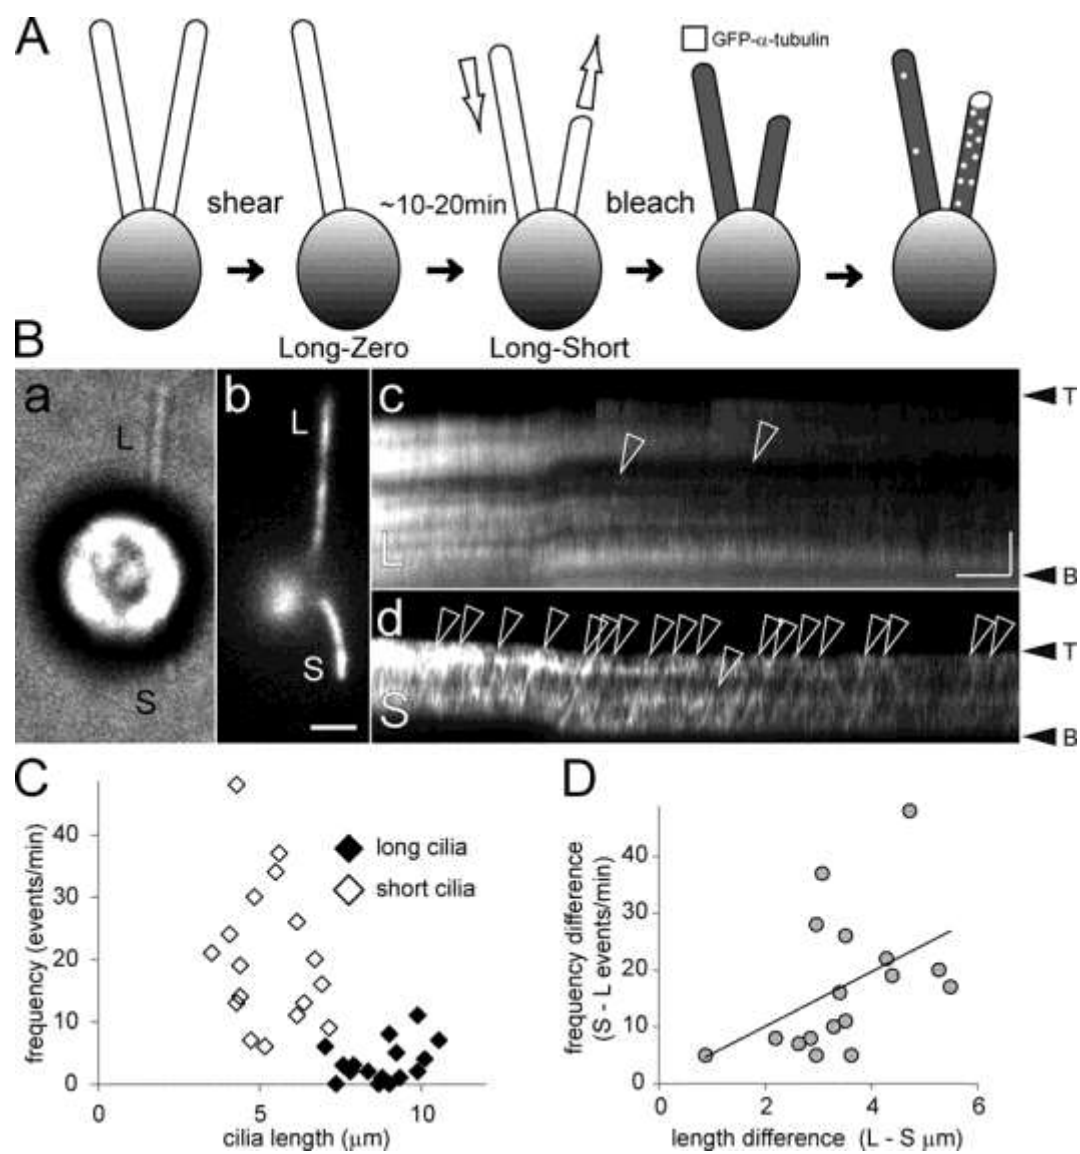 A
GFP-α-tubulin
shear
~10-20min
bleach
Long-Zero
Long-Short
B
a
L
S
b
L
S
c
L
T
B
d
S
T
B
C
frequency (events/min)
40
30
20
10
0
0
5
10
cilia length (μm)
long cilia
short cilia
D
frequency difference
(S - L events/min)
40
30
20
10
0
0
2
4
6
length difference (L - S μm)